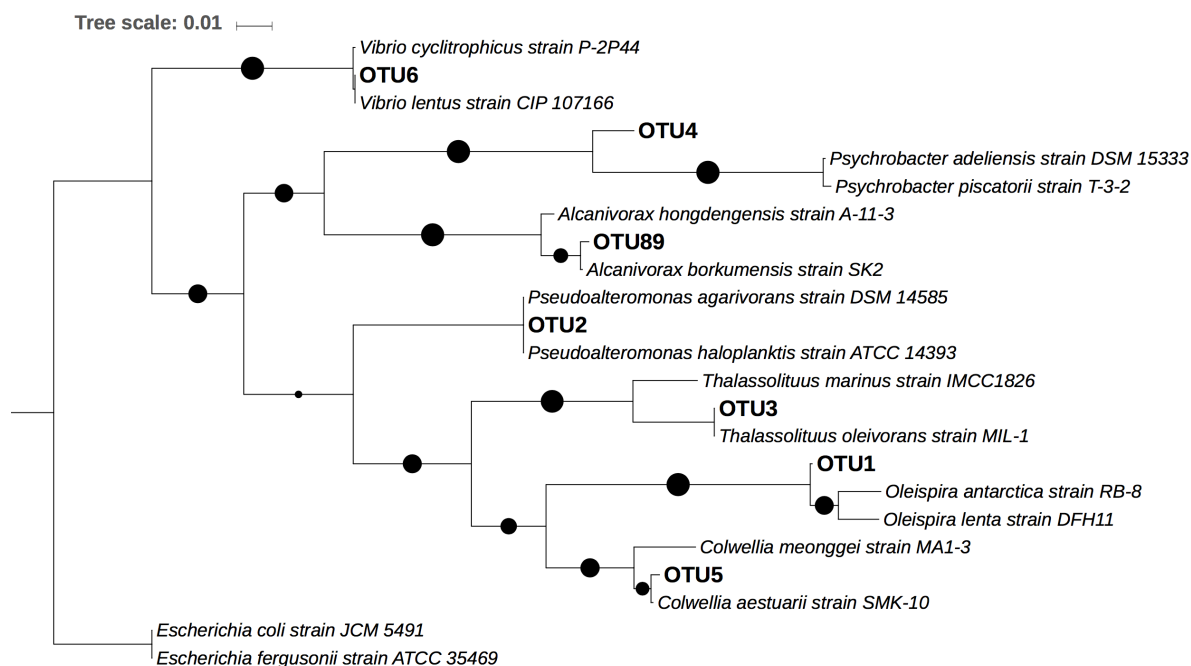 Tree scale: 0.01
Vibrio cyclitrophicus strain P-2P44
OTU6
Vibrio lentus strain CIP 107166
OTU4
Psychrobacter adeliensis strain DSM 15333
Psychrobacter piscatorii strain T-3-2
Alcanivorax hongdengensis strain A-11-3
OTU89
Alcanivorax borkumensis strain SK2
Pseudoalteromonas agarivorans strain DSM 14585
OTU2
Pseudoalteromonas haloplanktis strain ATCC 14393
Thalassolituus marinus strain IMCC1826
OTU3
Thalassolituus oleivorans strain MIL-1
OTU1
Oleispira antarctica strain RB-8
Oleispira lenta strain DFH11
Colwellia meonggei strain MA1-3
OTU5
Colwellia aestuarii strain SMK-10
Escherichia coli strain JCM 5491
Escherichia fergusonii strain ATCC 35469